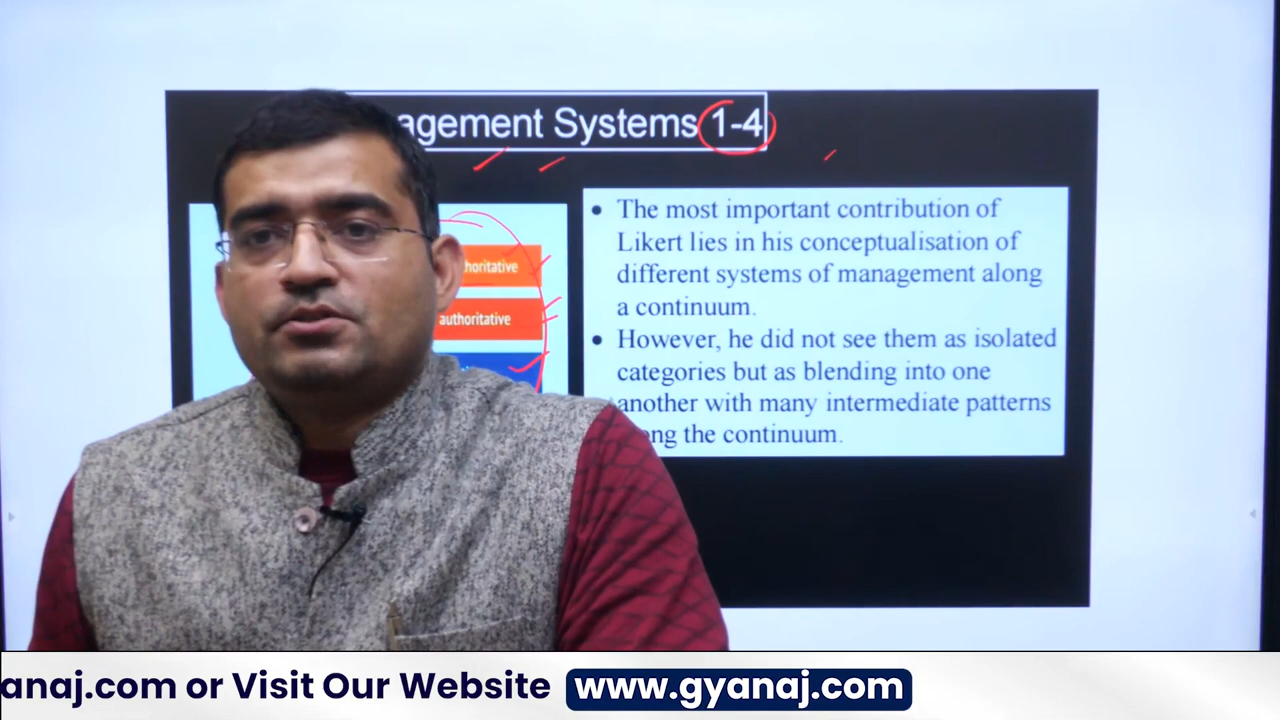 agement Systems 1-4
horitative
authoritative
• The most important contribution of
Likert lies in his conceptualisation of
different systems of management along
a continuum.
• However, he did not see them as isolated
categories but as blending into one
another with many intermediate patterns
ong the continuum.
anaj.com or Visit Our Website www.gyanaj.com